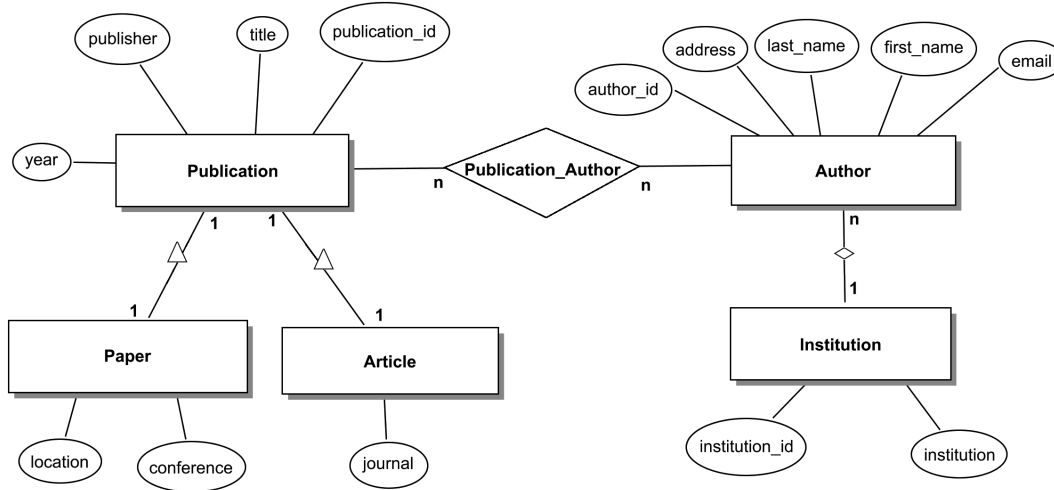 publisher
title
publication_id
address
last_name
first_name
email
author_id
year
Publication
Publication_Author
Author
n
n
1
1
n
1
1
1
Paper
Article
Institution
location
conference
journal
institution_id
institution